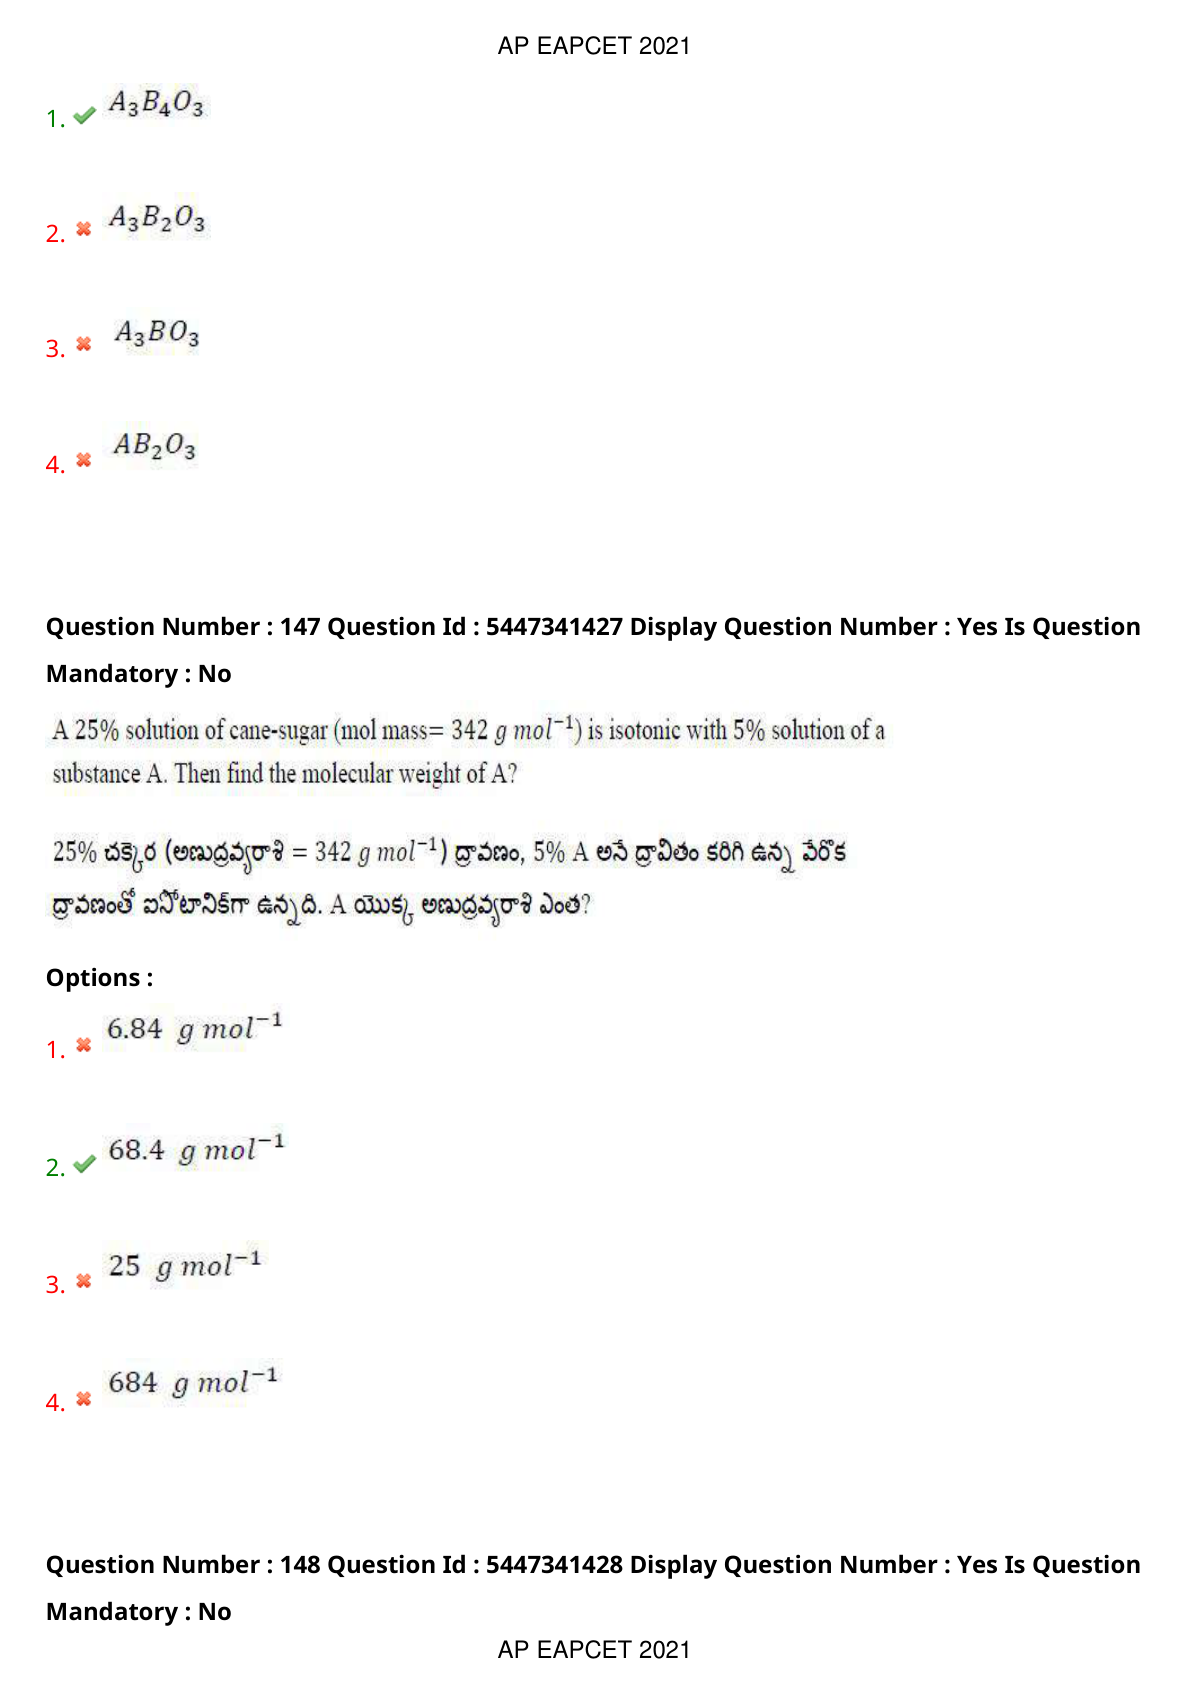 AP EAPCET 2021
1. A₃B₄O₃
2. A₃B₂O₃
3. A₃BO₃
4. AB₂O₃
Question Number : 147 Question Id : 5447341427 Display Question Number : Yes Is Question
Mandatory : No
A 25% solution of cane-sugar (mol mass= 342 g mol⁻¹) is isotonic with 5% solution of a
substance A. Then find the molecular weight of A?
25% చక్కెర (అణుద్రవ్యరాశి = 342 g mol⁻¹) ద్రావణం, 5% A అనే ద్రావితం కరిగి ఉన్న వేరొక
ద్రావణంతో ఐసోటానిక్‌గా ఉన్నది. A యొక్క అణుద్రవ్యరాశి ఎంత?
Options :
1. 6.84 g mol⁻¹
2. 68.4 g mol⁻¹
3. 25 g mol⁻¹
4. 684 g mol⁻¹
Question Number : 148 Question Id : 5447341428 Display Question Number : Yes Is Question
Mandatory : No
AP EAPCET 2021